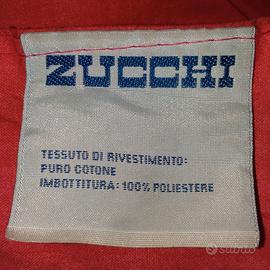 ZUCCHI
TESSUTO DI RIVESTIMENTO:
PURO COTONE
IMBOTTITURA: 100% POLIESTERE
subito